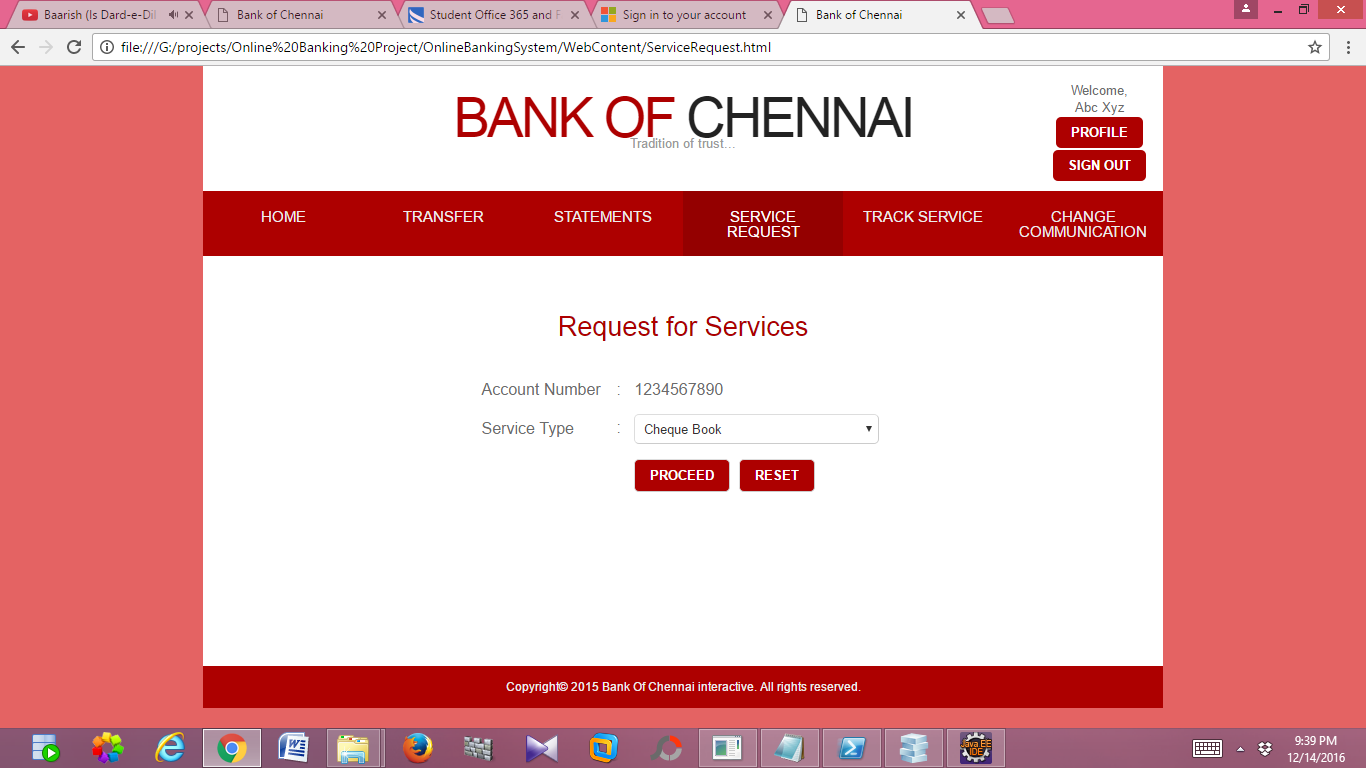 Baarish (Is Dard-e-Dil
Bank of Chennai
Student Office 365 and F
Sign in to your account
Bank of Chennai
file:///G:/projects/Online%20Banking%20Project/OnlineBankingSystem/WebContent/ServiceRequest.html
BANK OF CHENNAI
Tradition of trust...
Welcome,
Abc Xyz
PROFILE
SIGN OUT
HOME
TRANSFER
STATEMENTS
SERVICE
REQUEST
TRACK SERVICE
CHANGE
COMMUNICATION
Request for Services
Account Number : 1234567890
Service Type : Cheque Book
PROCEED RESET
Copyright© 2015 Bank Of Chennai interactive. All rights reserved.
Java EE
IDE
9:39 PM
12/14/2016